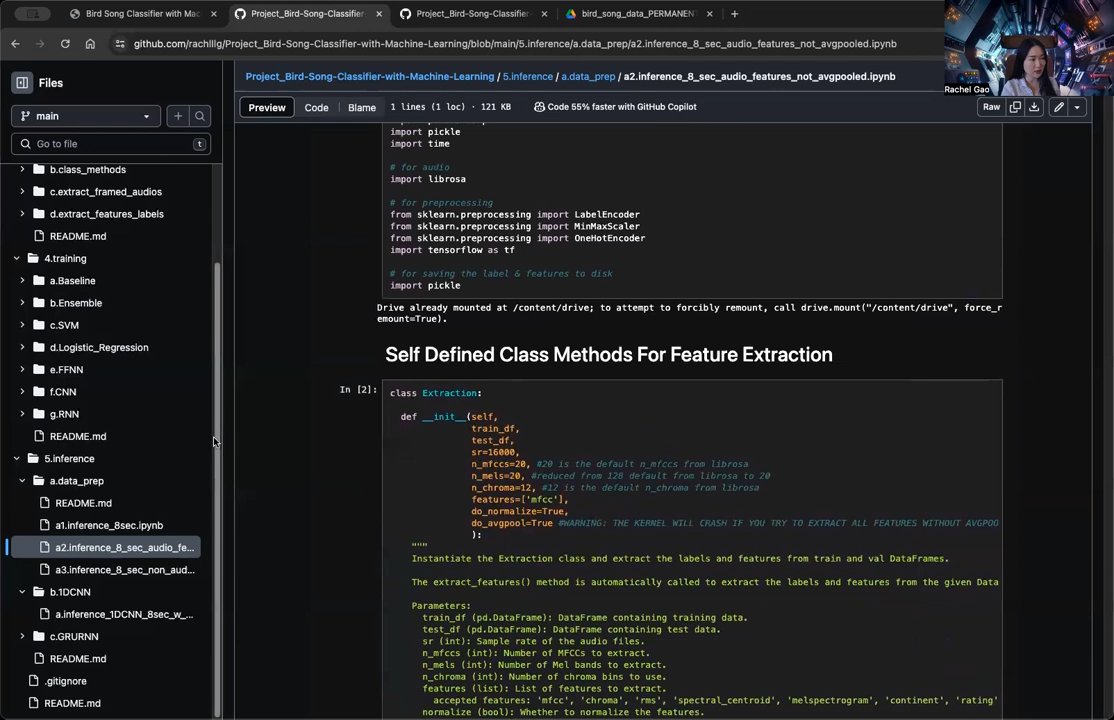 Bird Song Classifier with Mac
Project_Bird-Song-Classifier-
Project_Bird-Song-Classifier-
bird_song_data_PERMANENT
github.com/rachlllg/Project_Bird-Song-Classifier-with-Machine-Learning/blob/main/5.inference/a.data_prep/a2.inference_8_sec_audio_features_not_avgpooled.ipynb
Rachel Gao
Files
main
Go to file
t
b.class_methods
c.extract_framed_audios
d.extract_features_labels
README.md
4.training
a.Baseline
b.Ensemble
c.SVM
d.Logistic_Regression
e.FFNN
f.CNN
g.RNN
README.md
5.inference
a.data_prep
README.md
a1.inference_8sec.ipynb
a2.inference_8_sec_audio_fe...
a3.inference_8_sec_non_aud...
b.1DCNN
a.inference_1DCNN_8sec_w_...
c.GRURNN
README.md
.gitignore
README.md
Project_Bird-Song-Classifier-with-Machine-Learning / 5.inference / a.data_prep / a2.inference_8_sec_audio_features_not_avgpooled.ipynb
Preview Code Blame 1 lines (1 loc) · 121 KB Code 55% faster with GitHub Copilot Raw
import pickle
import time
# for audio
import librosa
# for preprocessing
from sklearn.preprocessing import LabelEncoder
from sklearn.preprocessing import MinMaxScaler
from sklearn.preprocessing import OneHotEncoder
import tensorflow as tf
# for saving the label & features to disk
import pickle
Drive already mounted at /content/drive; to attempt to forcibly remount, call drive.mount("/content/drive", force_r
emount=True).
Self Defined Class Methods For Feature Extraction
In [2]:
class Extraction:
def __init__(self,
train_df,
test_df,
sr=16000,
n_mfccs=20, #20 is the default n_mfccs from librosa
n_mels=20, #reduced from 128 default from librosa to 20
n_chroma=12, #12 is the default n_chroma from librosa
features=['mfcc'],
do_normalize=True,
do_avgpool=True #WARNING: THE KERNEL WILL CRASH IF YOU TRY TO EXTRACT ALL FEATURES WITHOUT AVGPOO
):
"""
Instantiate the Extraction class and extract the labels and features from train and val DataFrames.
The extract_features() method is automatically called to extract the labels and features from the given Data
Parameters:
train_df (pd.DataFrame): DataFrame containing training data.
test_df (pd.DataFrame): DataFrame containing test data.
sr (int): Sample rate of the audio files.
n_mfccs (int): Number of MFCCs to extract.
n_mels (int): Number of Mel bands to extract.
n_chroma (int): Number of chroma bins to use.
features (list): List of features to extract.
accepted features: 'mfcc', 'chroma', 'rms', 'spectral_centroid', 'melspectrogram', 'continent', 'rating'
normalize (bool): Whether to normalize the features.